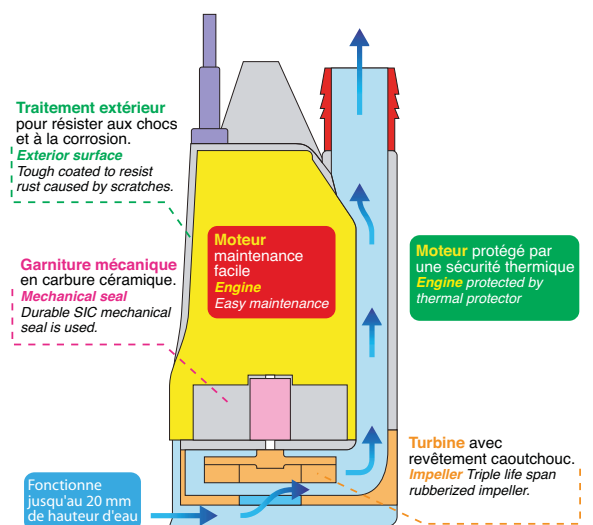 Traitement extérieur
pour résister aux chocs
et à la corrosion.
Exterior surface
Tough coated to resist
rust caused by scratches.
Moteur
maintenance
facile
Engine
Easy maintenance
Moteur protégé par
une sécurité thermique
Engine protected by
thermal protector
Garniture mécanique
en carbure céramique.
Mechanical seal
Durable SIC mechanical
seal is used.
Turbine avec
revêtement caoutchouc.
Impeller Triple life span
rubberized impeller.
Fonctionne
jusqu'au 20 mm
de hauteur d'eau